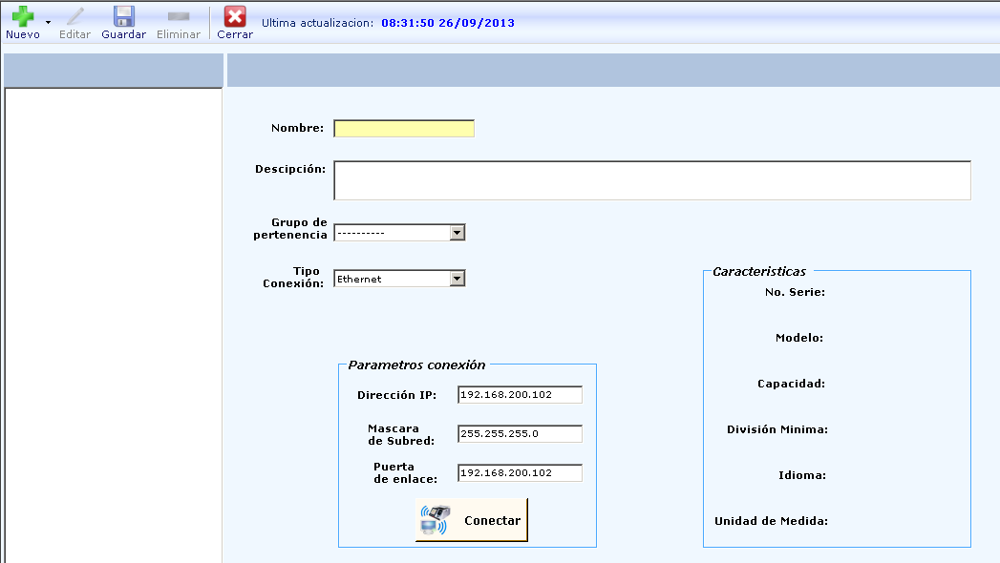 Nuevo Editar Guardar Eliminar Cerrar Ultima actualizacion: 08:31:50 26/09/2013
Nombre:
Descipción:
Grupo de
pertenencia
----------
Tipo
Conexión:
Ethernet
Parametros conexión
Dirección IP: 192.168.200.102
Mascara
de Subred:
255.255.255.0
Puerta
de enlace:
192.168.200.102
Conectar
Caracteristicas
No. Serie:
Modelo:
Capacidad:
División Minima:
Idioma:
Unidad de Medida: